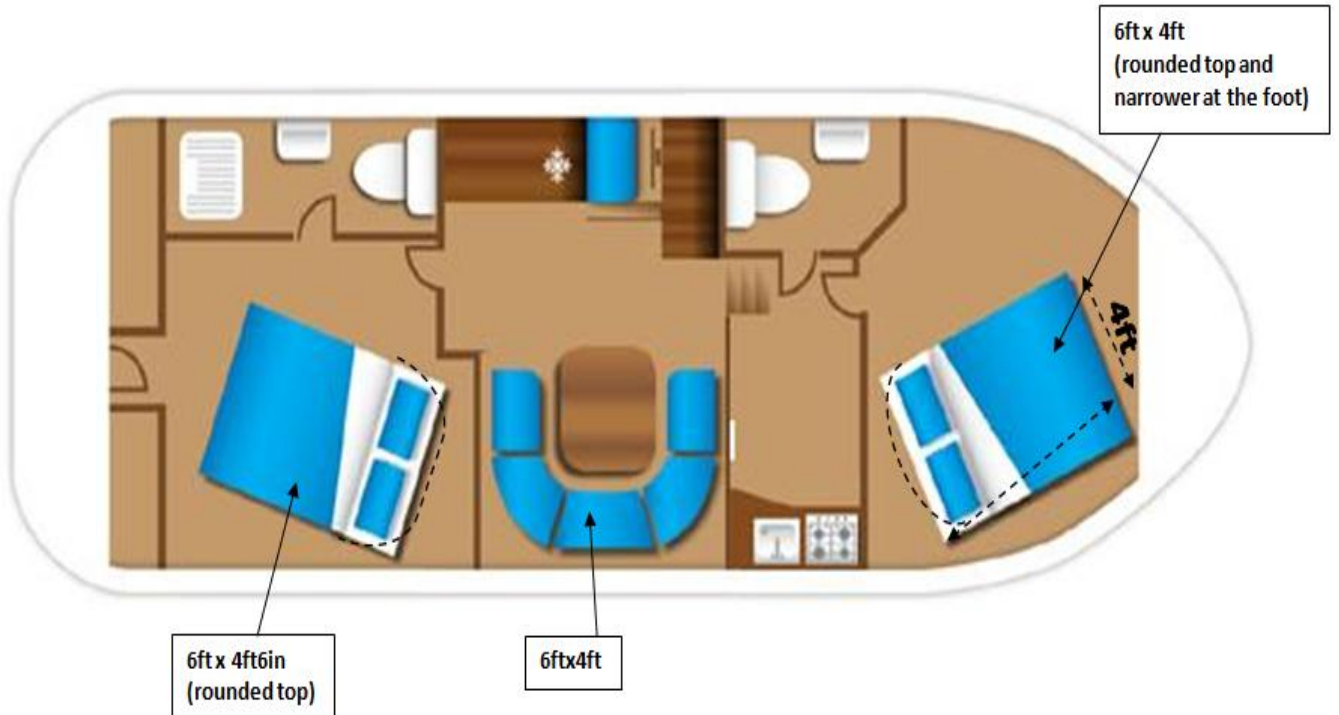 6ft x 4ft
(rounded top and
narrower at the foot)
4ft
6ft x 4ft6in
(rounded top)
6ftx4ft